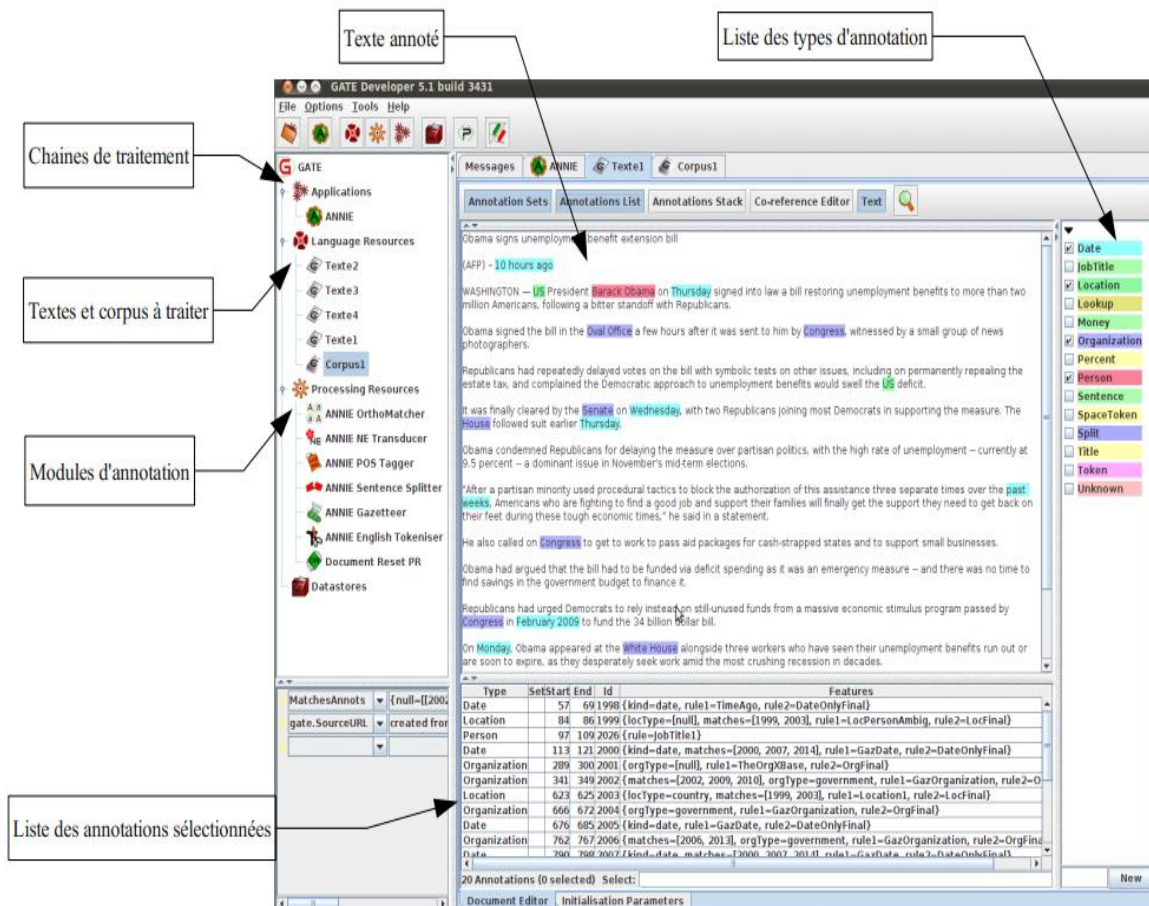 Texte annoté
Liste des types d'annotation
Chaines de traitement
Textes et corpus à traiter
Modules d'annotation
Liste des annotations sélectionnées
GATE Developer 5.1 build 3431
File Options Tools Help
GATE
Applications
ANNIE
Language Resources
Texte2
Texte3
Texte4
Texte1
Corpus1
Processing Resources
ANNIE OrthoMatcher
ANNIE NE Transducer
ANNIE POS Tagger
ANNIE Sentence Splitter
ANNIE Gazetteer
ANNIE English Tokeniser
Document Reset PR
Datastores
MatchesAnnots {null=[[2002
gate.SourceURL created from
Messages ANNIE Texte1 Corpus1
Annotation Sets Annotations List Annotations Stack Co-reference Editor Text
Obama signs unemployment benefit extension bill
(AFP) – 10 hours ago
WASHINGTON — US President Barack Obama on Thursday signed into law a bill restoring unemployment benefits to more than two
million Americans, following a bitter standoff with Republicans.
Obama signed the bill in the Oval Office a few hours after it was sent to him by Congress, witnessed by a small group of news
photographers.
Republicans had repeatedly delayed votes on the bill with symbolic tests on other issues, including on permanently repealing the
estate tax, and complained the Democratic approach to unemployment benefits would swell the US deficit.
It was finally cleared by the Senate on Wednesday, with two Republicans joining most Democrats in supporting the measure. The
House followed suit earlier Thursday.
Obama condemned Republicans for delaying the measure over partisan politics, with the high rate of unemployment – currently at
9.5 percent – a dominant issue in November's mid-term elections.
"After a partisan minority used procedural tactics to block the authorization of this assistance three separate times over the past
weeks, Americans who are fighting to find a good job and support their families will finally get the support they need to get back on
their feet during these tough economic times," he said in a statement.
He also called on Congress to get to work to pass aid packages for cash-strapped states and to support small businesses.
Obama had argued that the bill had to be funded via deficit spending as it was an emergency measure – and there was no time to
find savings in the government budget to finance it.
Republicans had urged Democrats to rely instead on still-unused funds from a massive economic stimulus program passed by
Congress in February 2009 to fund the 34 billion dollar bill.
On Monday, Obama appeared at the White House alongside three workers who have seen their unemployment benefits run out or
are soon to expire, as they desperately seek work amid the most crushing recession in decades.
Date
JobTitle
Location
Lookup
Money
Organization
Percent
Person
Sentence
SpaceToken
Split
Title
Token
Unknown
New
Type Set Start End Id Features
Date 57 69 1998 {kind=date, rule1=TimeAgo, rule2=DateOnlyFinal}
Location 84 86 1999 {locType=[null], matches=[1999, 2003], rule1=LocPersonAmbig, rule2=LocFinal}
Person 97 109 2026 {rule=JobTitle1}
Date 113 121 2000 {kind=date, matches=[2000, 2007, 2014], rule1=GazDate, rule2=DateOnlyFinal}
Organization 289 300 2001 {orgType=[null], rule1=TheOrgXBase, rule2=OrgFinal}
Organization 341 349 2002 {matches=[2002, 2009, 2010], orgType=government, rule1=GazOrganization, rule2=O
Location 623 625 2003 {locType=country, matches=[1999, 2003], rule1=Location1, rule2=LocFinal}
Organization 666 672 2004 {orgType=government, rule1=GazOrganization, rule2=OrgFinal}
Date 676 685 2005 {kind=date, rule1=GazDate, rule2=DateOnlyFinal}
Organization 762 767 2006 {matches=[2006, 2013], orgType=government, rule1=GazOrganization, rule2=OrgFina
Date 790 798 2007 {kind=date, matches=[2000, 2007, 2014], rule1=GazDate, rule2=DateOnlyFinal}
20 Annotations (0 selected) Select:
Document Editor Initialisation Parameters